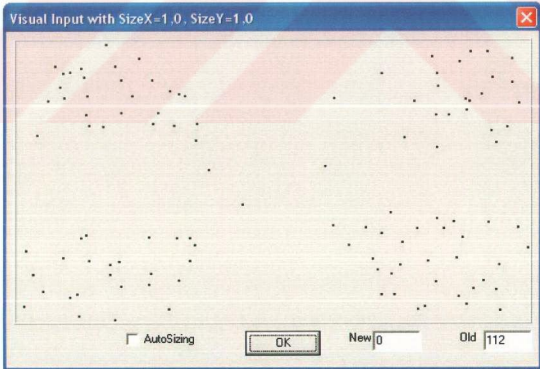 Visual Input with SizeX=1.0, SizeY=1.0
AutoSizing
OK
New 0
Old 112